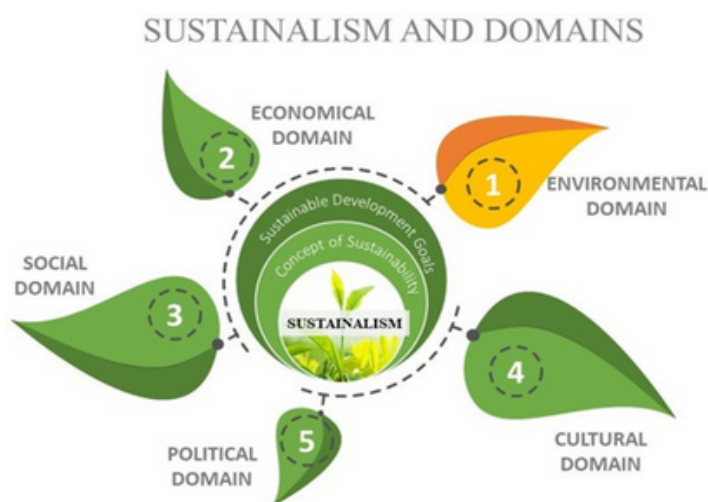 SUSTAINALISM AND DOMAINS
2
ECONOMICAL
DOMAIN
1
ENVIRONMENTAL
DOMAIN
Sustainable Development Goals
Concept of Sustainability
SUSTAINALISM
SOCIAL
DOMAIN
3
4
CULTURAL
DOMAIN
POLITICAL
DOMAIN
5